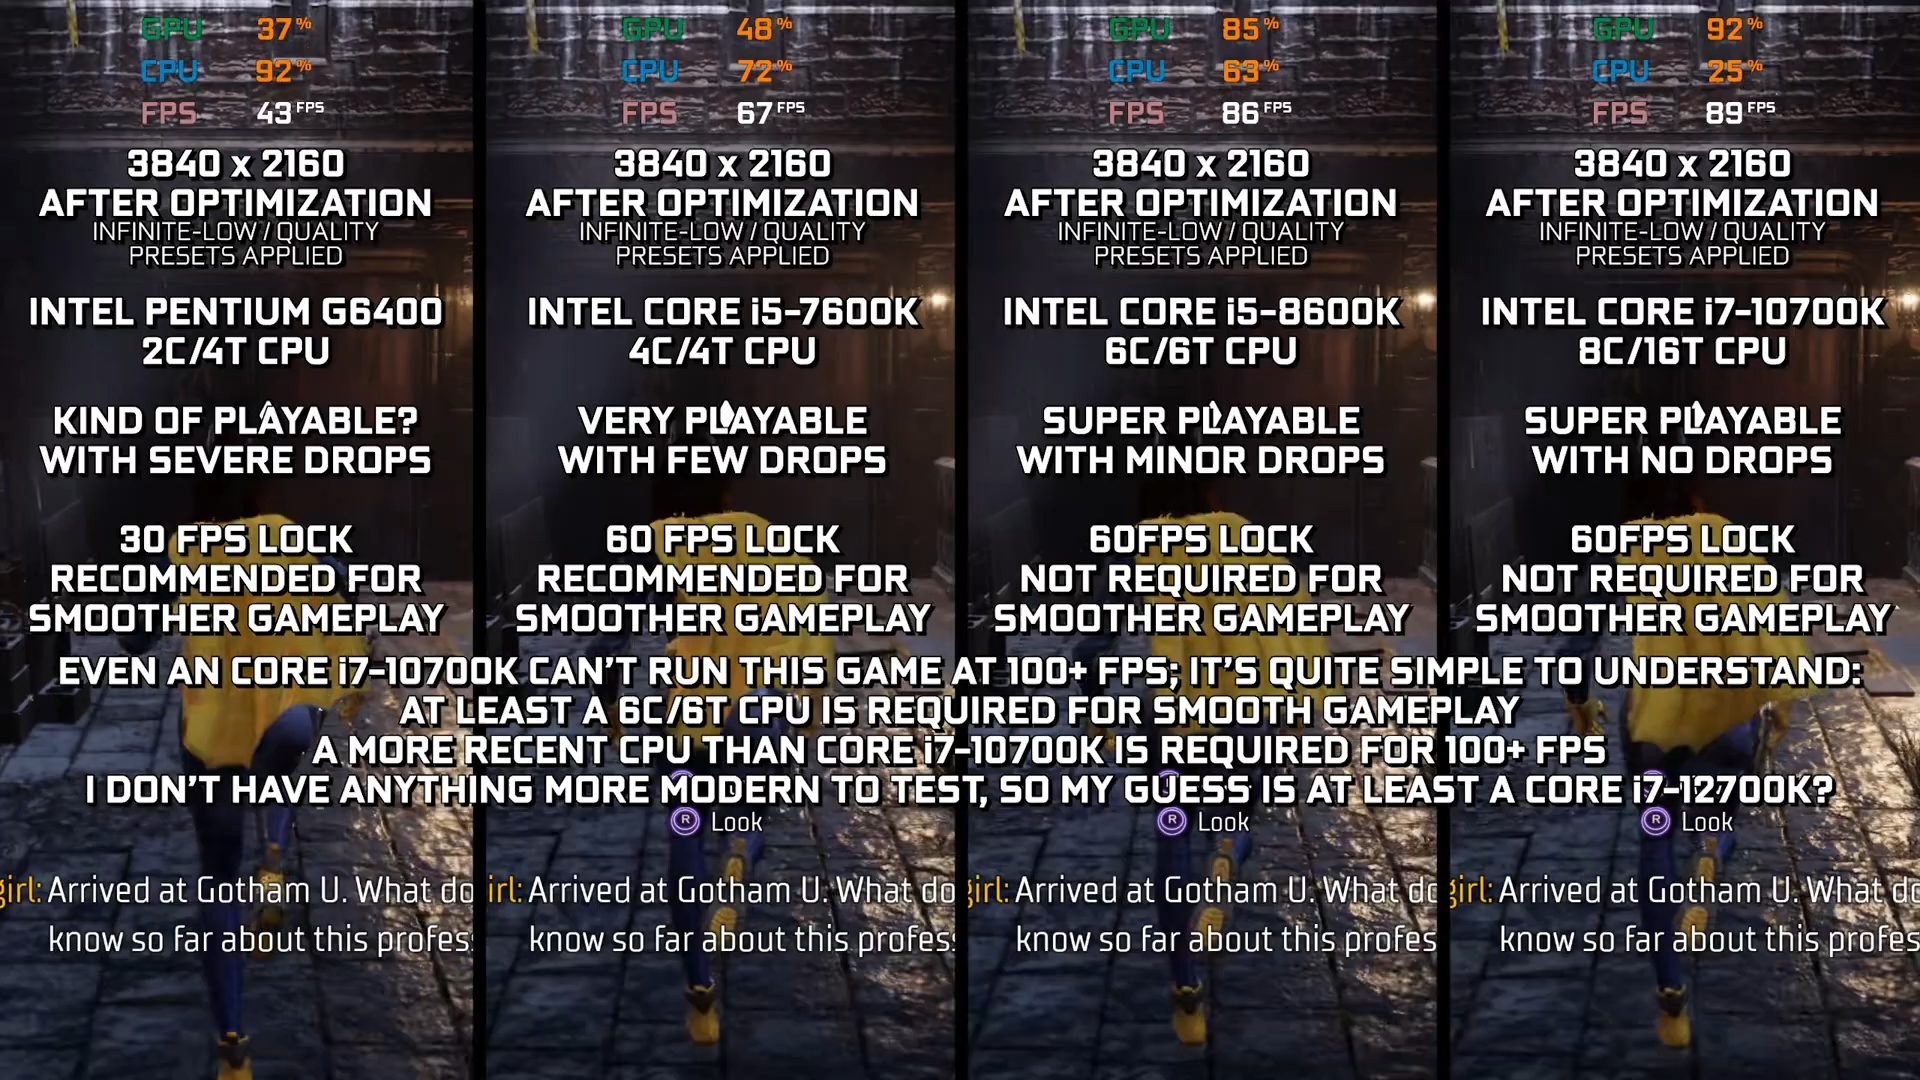 GPU 37%
CPU 92%
FPS 43 FPS
3840 x 2160
AFTER OPTIMIZATION
INFINITE-LOW / QUALITY
PRESETS APPLIED
INTEL PENTIUM G6400
2C/4T CPU
KIND OF PLAYABLE?
WITH SEVERE DROPS
30 FPS LOCK
RECOMMENDED FOR
SMOOTHER GAMEPLAY
GPU 48%
CPU 72%
FPS 67 FPS
3840 x 2160
AFTER OPTIMIZATION
INFINITE-LOW / QUALITY
PRESETS APPLIED
INTEL CORE i5-7600K
4C/4T CPU
VERY PLAYABLE
WITH FEW DROPS
60 FPS LOCK
RECOMMENDED FOR
SMOOTHER GAMEPLAY
GPU 85%
CPU 63%
FPS 86 FPS
3840 x 2160
AFTER OPTIMIZATION
INFINITE-LOW / QUALITY
PRESETS APPLIED
INTEL CORE i5-8600K
6C/6T CPU
SUPER PLAYABLE
WITH MINOR DROPS
60FPS LOCK
NOT REQUIRED FOR
SMOOTHER GAMEPLAY
GPU 92%
CPU 25%
FPS 89 FPS
3840 x 2160
AFTER OPTIMIZATION
INFINITE-LOW / QUALITY
PRESETS APPLIED
INTEL CORE i7-10700K
8C/16T CPU
SUPER PLAYABLE
WITH NO DROPS
60FPS LOCK
NOT REQUIRED FOR
SMOOTHER GAMEPLAY
EVEN AN CORE i7-10700K CAN'T RUN THIS GAME AT 100+ FPS; IT'S QUITE SIMPLE TO UNDERSTAND:
AT LEAST A 6C/6T CPU IS REQUIRED FOR SMOOTH GAMEPLAY
A MORE RECENT CPU THAN CORE i7-10700K IS REQUIRED FOR 100+ FPS
I DON'T HAVE ANYTHING MORE MODERN TO TEST, SO MY GUESS IS AT LEAST A CORE i7-12700K?
R Look
R Look
R Look
girl: Arrived at Gotham U. What do
know so far about this profes
irl: Arrived at Gotham U. What do
know so far about this profes
girl: Arrived at Gotham U. What do
know so far about this profes
girl: Arrived at Gotham U. What do
know so far about this profes